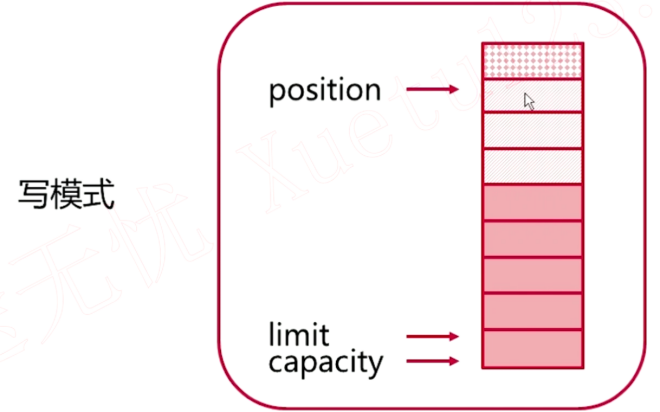 position
写模式
limit
capacity